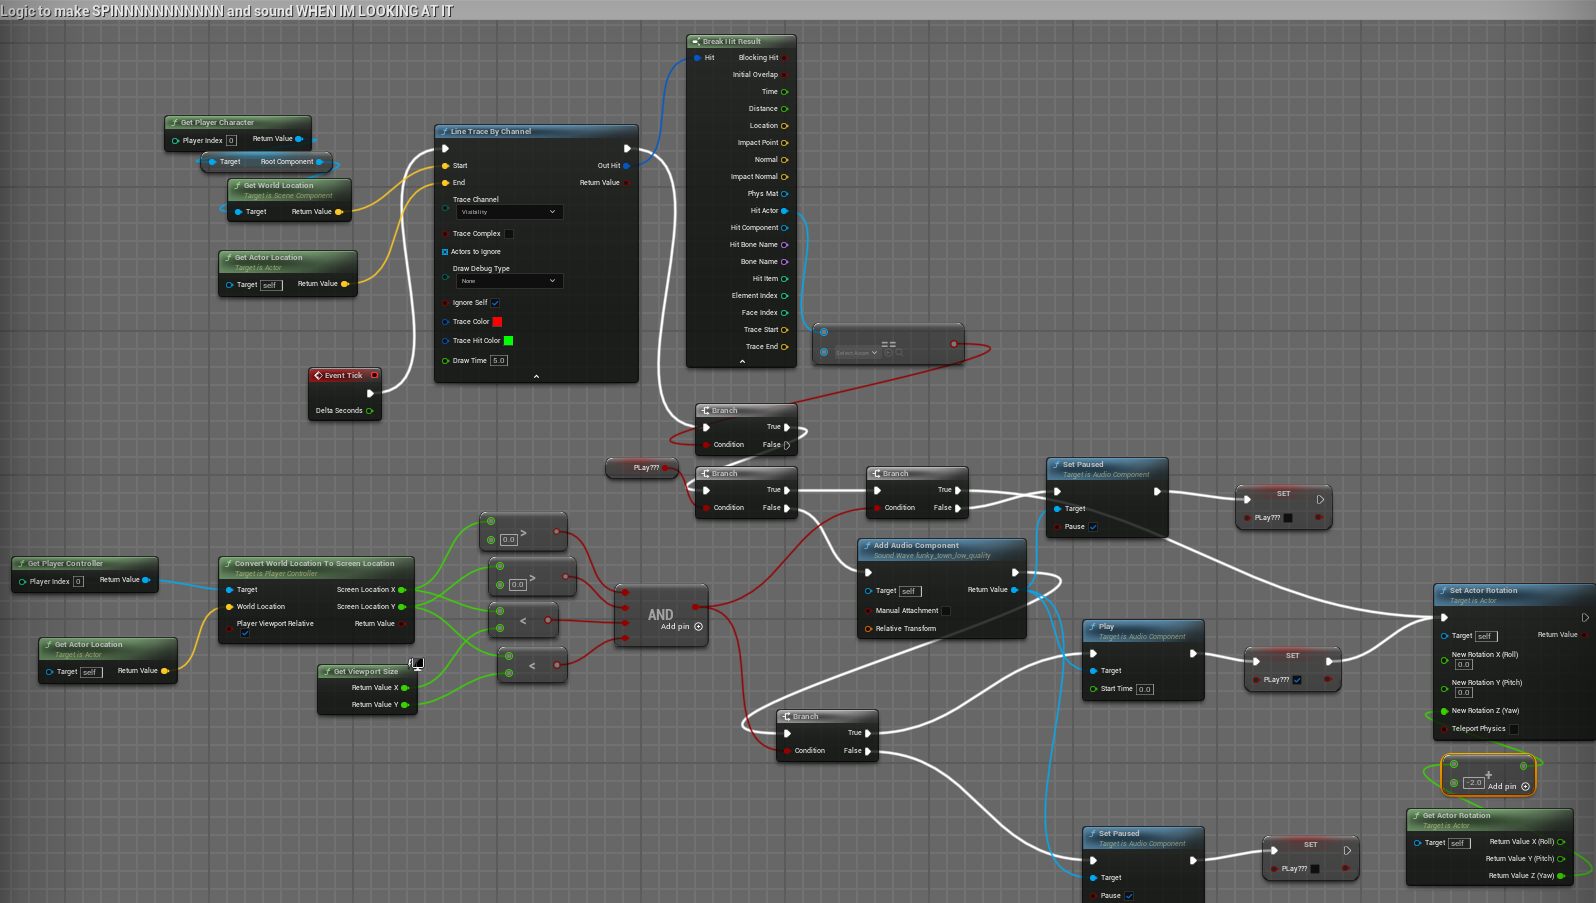 Logic to make SPINNNNNNNNNNNN and sound WHEN IM LOOKING AT IT
Break Hit Result
Hit
Blocking Hit
Initial Overlap
Time
Distance
Location
Impact Point
Normal
Impact Normal
Phys Mat
Hit Actor
Hit Component
Hit Bone Name
Bone Name
Hit Item
Element Index
Face Index
Trace Start
Trace End
Get Player Character
Player Index 0
Return Value
Target
Root Component
Get World Location
Target is Scene Component
Target
Return Value
Get Actor Location
Target is Actor
Target self
Return Value
Line Trace By Channel
Start
Out Hit
End
Return Value
Trace Channel
Visibility
Trace Complex
Actors to Ignore
Draw Debug Type
None
Ignore Self
Trace Color
Trace Hit Color
Draw Time 5.0
==
Select Asset
Event Tick
Delta Seconds
Branch
True
Condition
False
PLay???
Branch
True
Condition
False
Branch
True
Condition
False
Set Paused
Target is Audio Component
Target
Pause
SET
PLay???
Get Player Controller
Player Index 0
Return Value
Convert World Location To Screen Location
Target is Player Controller
Target
Screen Location X
World Location
Screen Location Y
Player Viewport Relative
Return Value
Get Actor Location
Target is Actor
Target self
Return Value
Get Viewport Size
Return Value X
Return Value Y
0.0 >
0.0 >
<
<
AND
Add pin
Add Audio Component
Sound Wave funky_town_low_quality
Target self
Return Value
Manual Attachment
Relative Transform
Play
Target is Audio Component
Target
Start Time 0.0
SET
PLay???
Branch
True
Condition
False
Set Paused
Target is Audio Component
Target
Pause
SET
PLay???
Set Actor Rotation
Target is Actor
Target self
Return Value
New Rotation X (Roll)
0.0
New Rotation Y (Pitch)
0.0
New Rotation Z (Yaw)
Teleport Physics
+
-2.0
Add pin
Get Actor Rotation
Target is Actor
Target self
Return Value X (Roll)
Return Value Y (Pitch)
Return Value Z (Yaw)